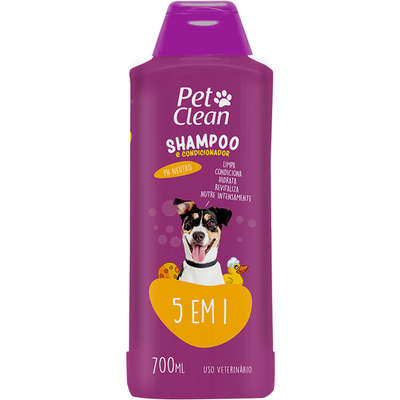 Pet
Clean
SHAMPOO
E CONDICIONADOR
PH NEUTRO
LIMPA
CONDICIONA
HIDRATA
REVITALIZA
NUTRE INTENSAMENTE
5 EM 1
700ML
USO VETERINÁRIO